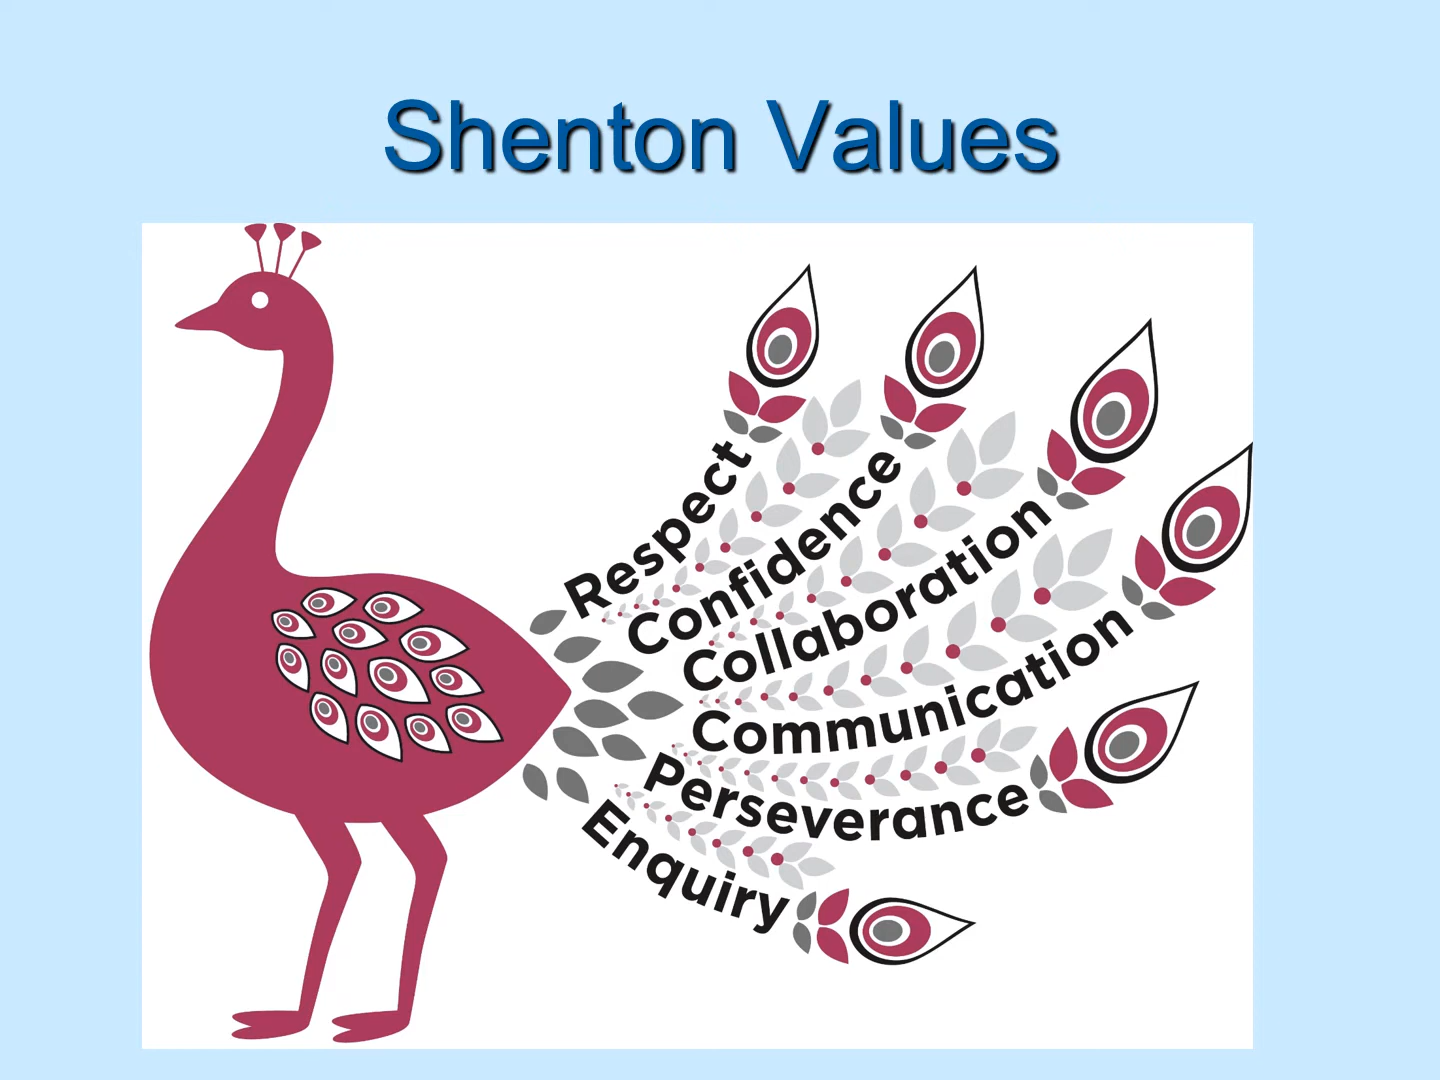 Shenton Values
Respect
Confidence
Collaboration
Communication
Perseverance
Enquiry